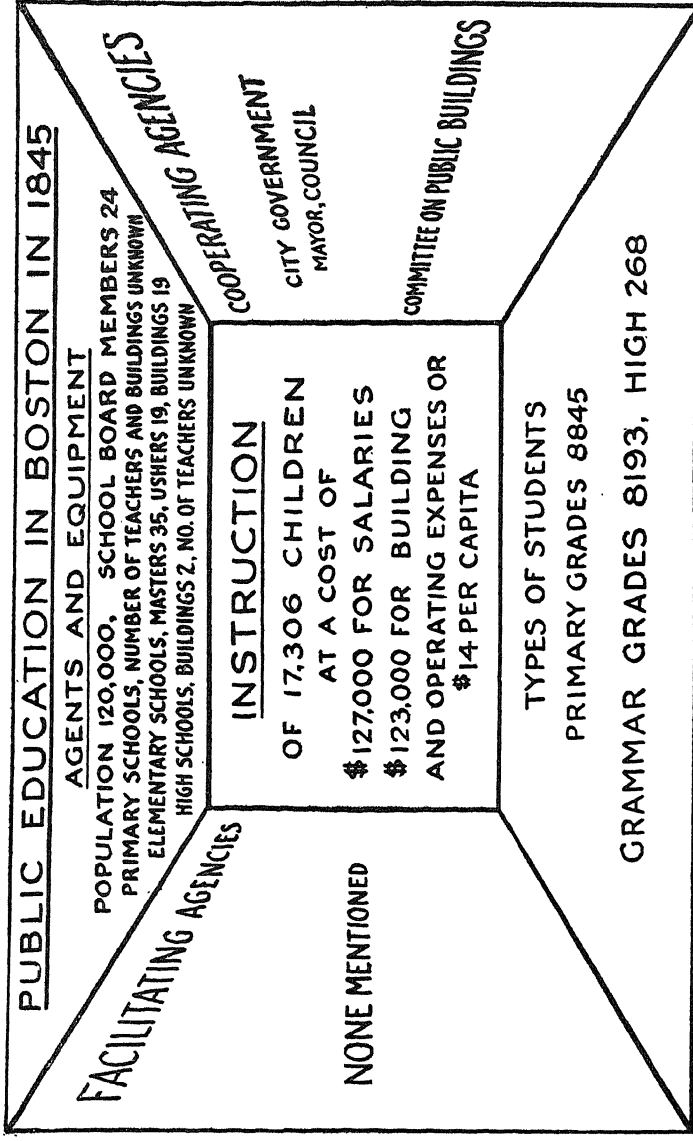 PUBLIC EDUCATION IN BOSTON IN 1845
AGENTS AND EQUIPMENT
POPULATION 120,000, SCHOOL BOARD MEMBERS 24
PRIMARY SCHOOLS, NUMBER OF TEACHERS AND BUILDINGS UNKNOWN
ELEMENTARY SCHOOLS, MASTERS 35, USHERS 19, BUILDINGS 19
HIGH SCHOOLS, BUILDINGS 2, NO. OF TEACHERS UNKNOWN
FACILITATING AGENCIES
NONE MENTIONED
INSTRUCTION
OF 17,306 CHILDREN
AT A COST OF
$127,000 FOR SALARIES
$123,000 FOR BUILDING
AND OPERATING EXPENSES OR
$14 PER CAPITA
COOPERATING AGENCIES
CITY GOVERNMENT
MAYOR, COUNCIL
COMMITTEE ON PUBLIC BUILDINGS
TYPES OF STUDENTS
PRIMARY GRADES 8845
GRAMMAR GRADES 8193, HIGH 268